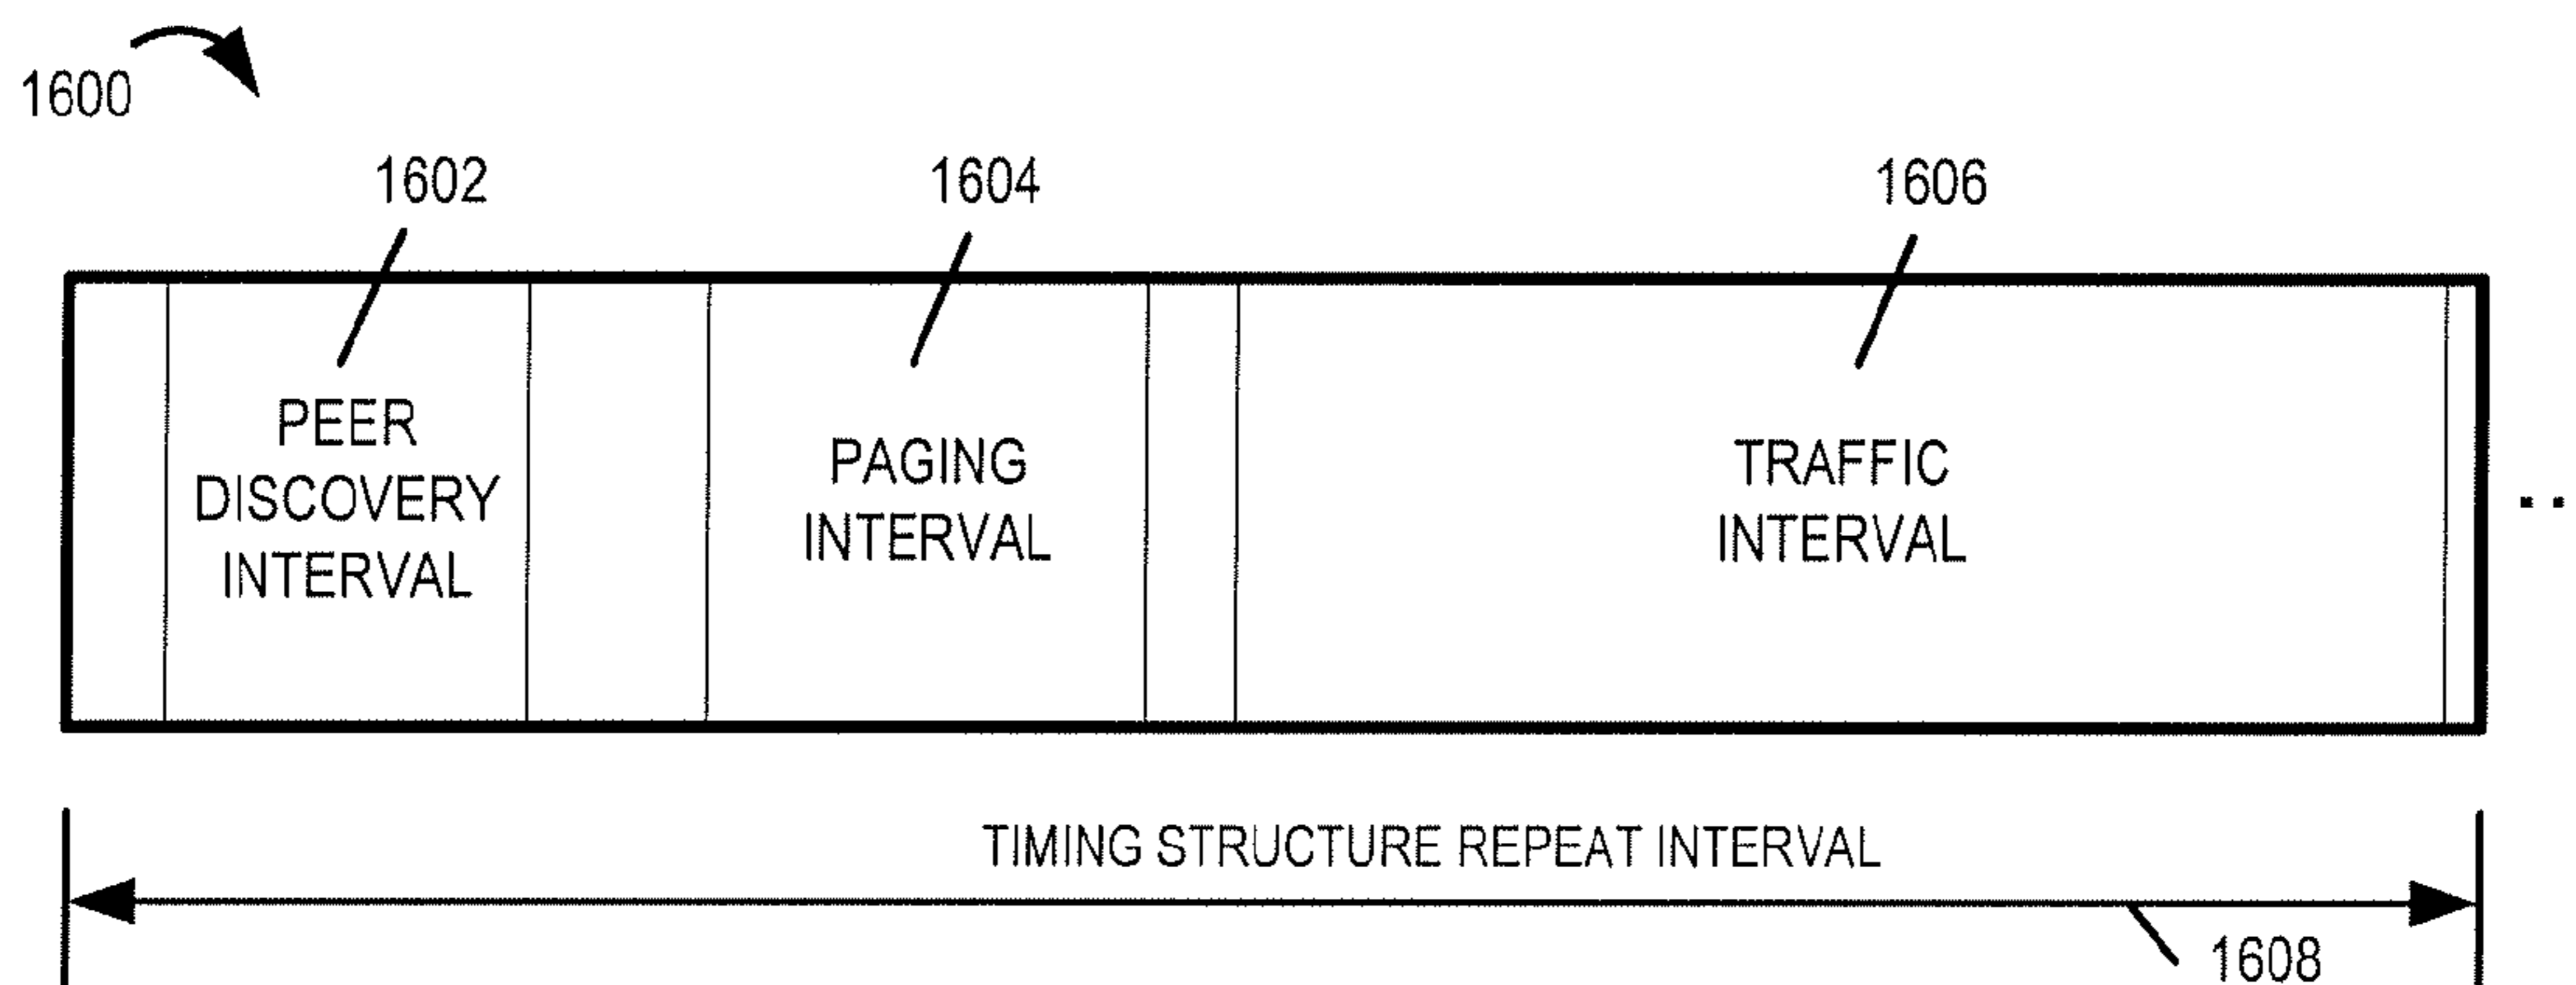 1600
1602
1604
1606
PEER
DISCOVERY
INTERVAL
PAGING
INTERVAL
TRAFFIC
INTERVAL
..
TIMING STRUCTURE REPEAT INTERVAL
1608